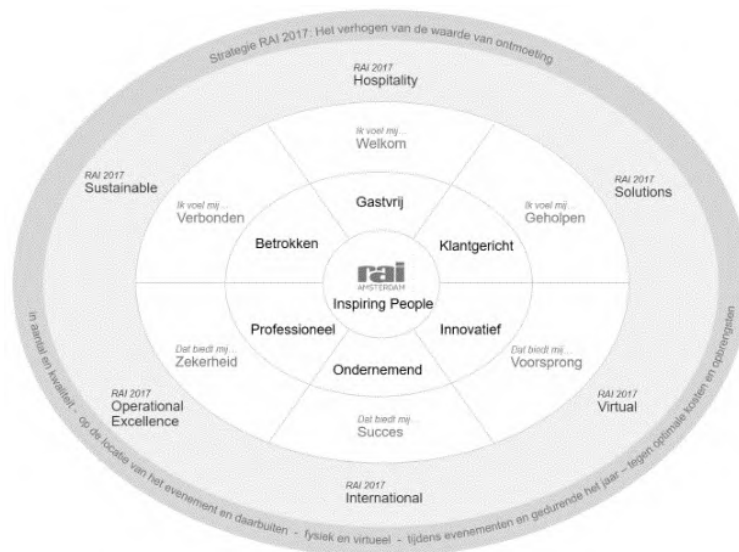 Strategie RAI 2017: Het verhogen van de waarde van ontmoeting
RAI 2017
Hospitality
Ik voel mij...
Welkom
RAI 2017
Sustainable
RAI 2017
Solutions
Ik voel mij...
Verbonden
Gastvrij
Ik voel mij...
Geholpen
Betrokken
Klantgericht
rai
AMSTERDAM
Inspiring People
Professioneel
Innovatief
Dat biedt mij...
Zekerheid
Ondernemend
Dat biedt mij...
Voorsprong
RAI 2017
Operational
Excellence
Dat biedt mij...
Succes
RAI 2017
Virtual
RAI 2017
International
in aantal en kwaliteit - op de locatie van het evenement en daarbuiten - fysiek en virtueel - tijdens evenementen en gedurende het jaar – tegen optimale kosten en opbrengsten